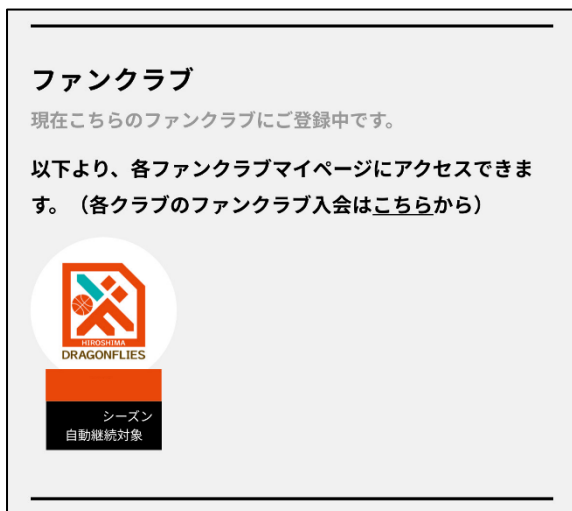 ファンクラブ
現在こちらのファンクラブにご登録中です。
以下より、各ファンクラブマイページにアクセスできま
す。（各クラブのファンクラブ入会はこちらから）
HIROSHIMA
DRAGONFLIES
シーズン
自動継続対象